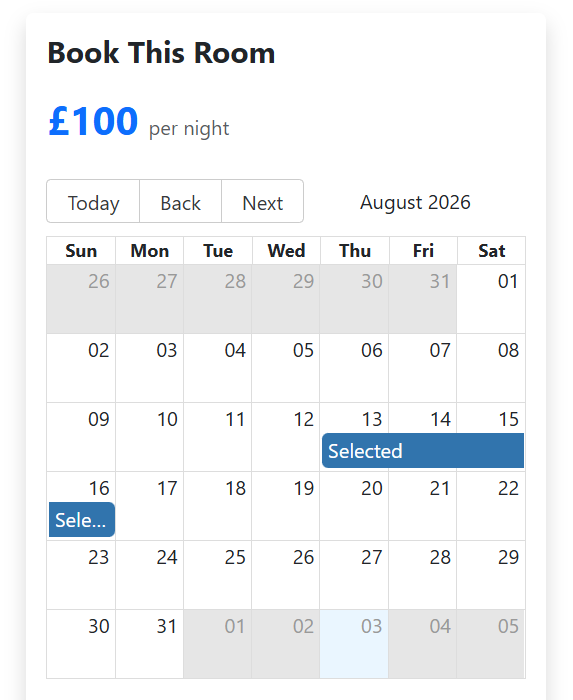 Book This Room
£100 per night
Today Back Next August 2026
Sun Mon Tue Wed Thu Fri Sat
26 27 28 29 30 31 01
02 03 04 05 06 07 08
09 10 11 12 13 14 15
Selected
16 17 18 19 20 21 22
Sele...
23 24 25 26 27 28 29
30 31 01 02 03 04 05